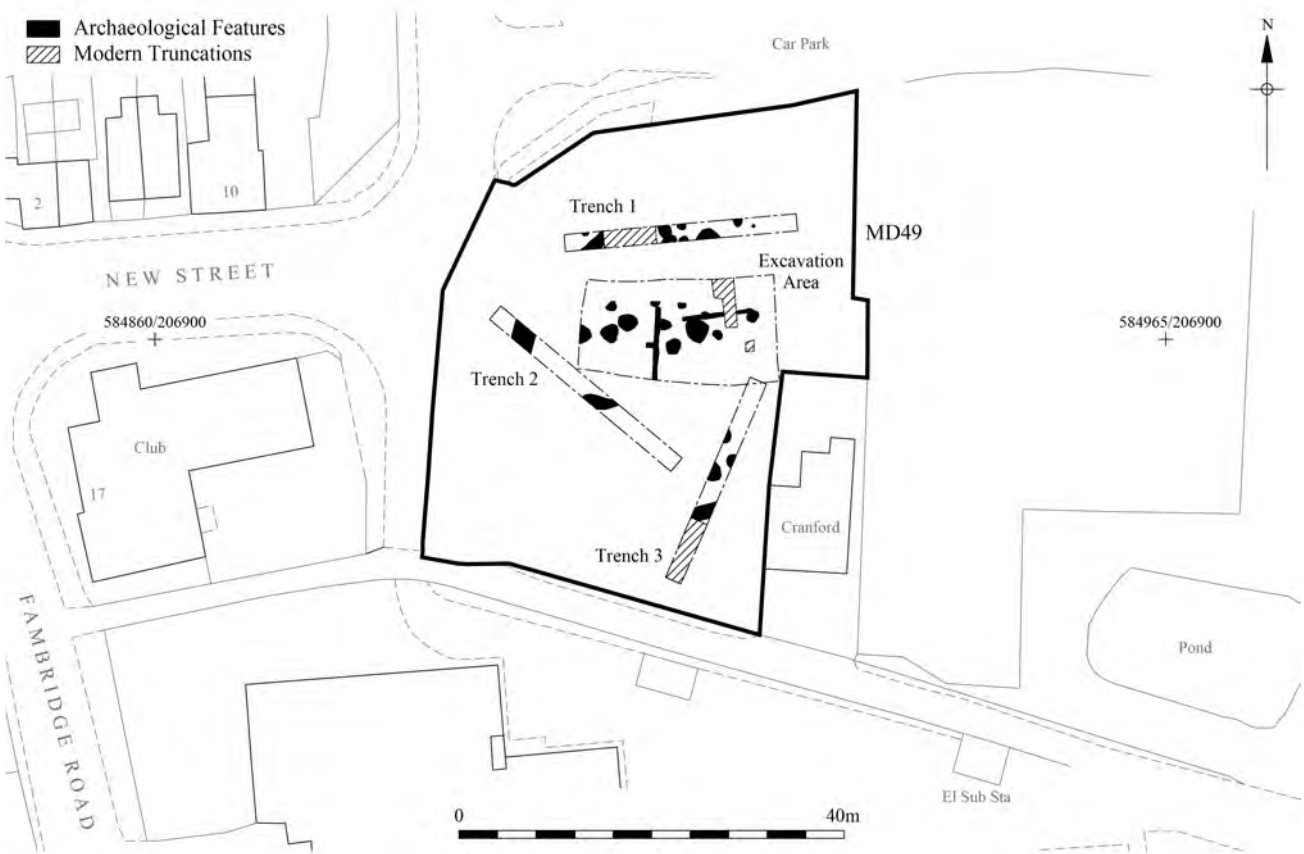 Archaeological Features
Modern Truncations
Car Park
N
2
10
Trench 1
MD49
Excavation
Area
NEW STREET
584860/206900
584965/206900
Trench 2
Club
17
Cranford
Trench 3
Pond
FAMBRIDGE ROAD
El Sub Sta
0
40m